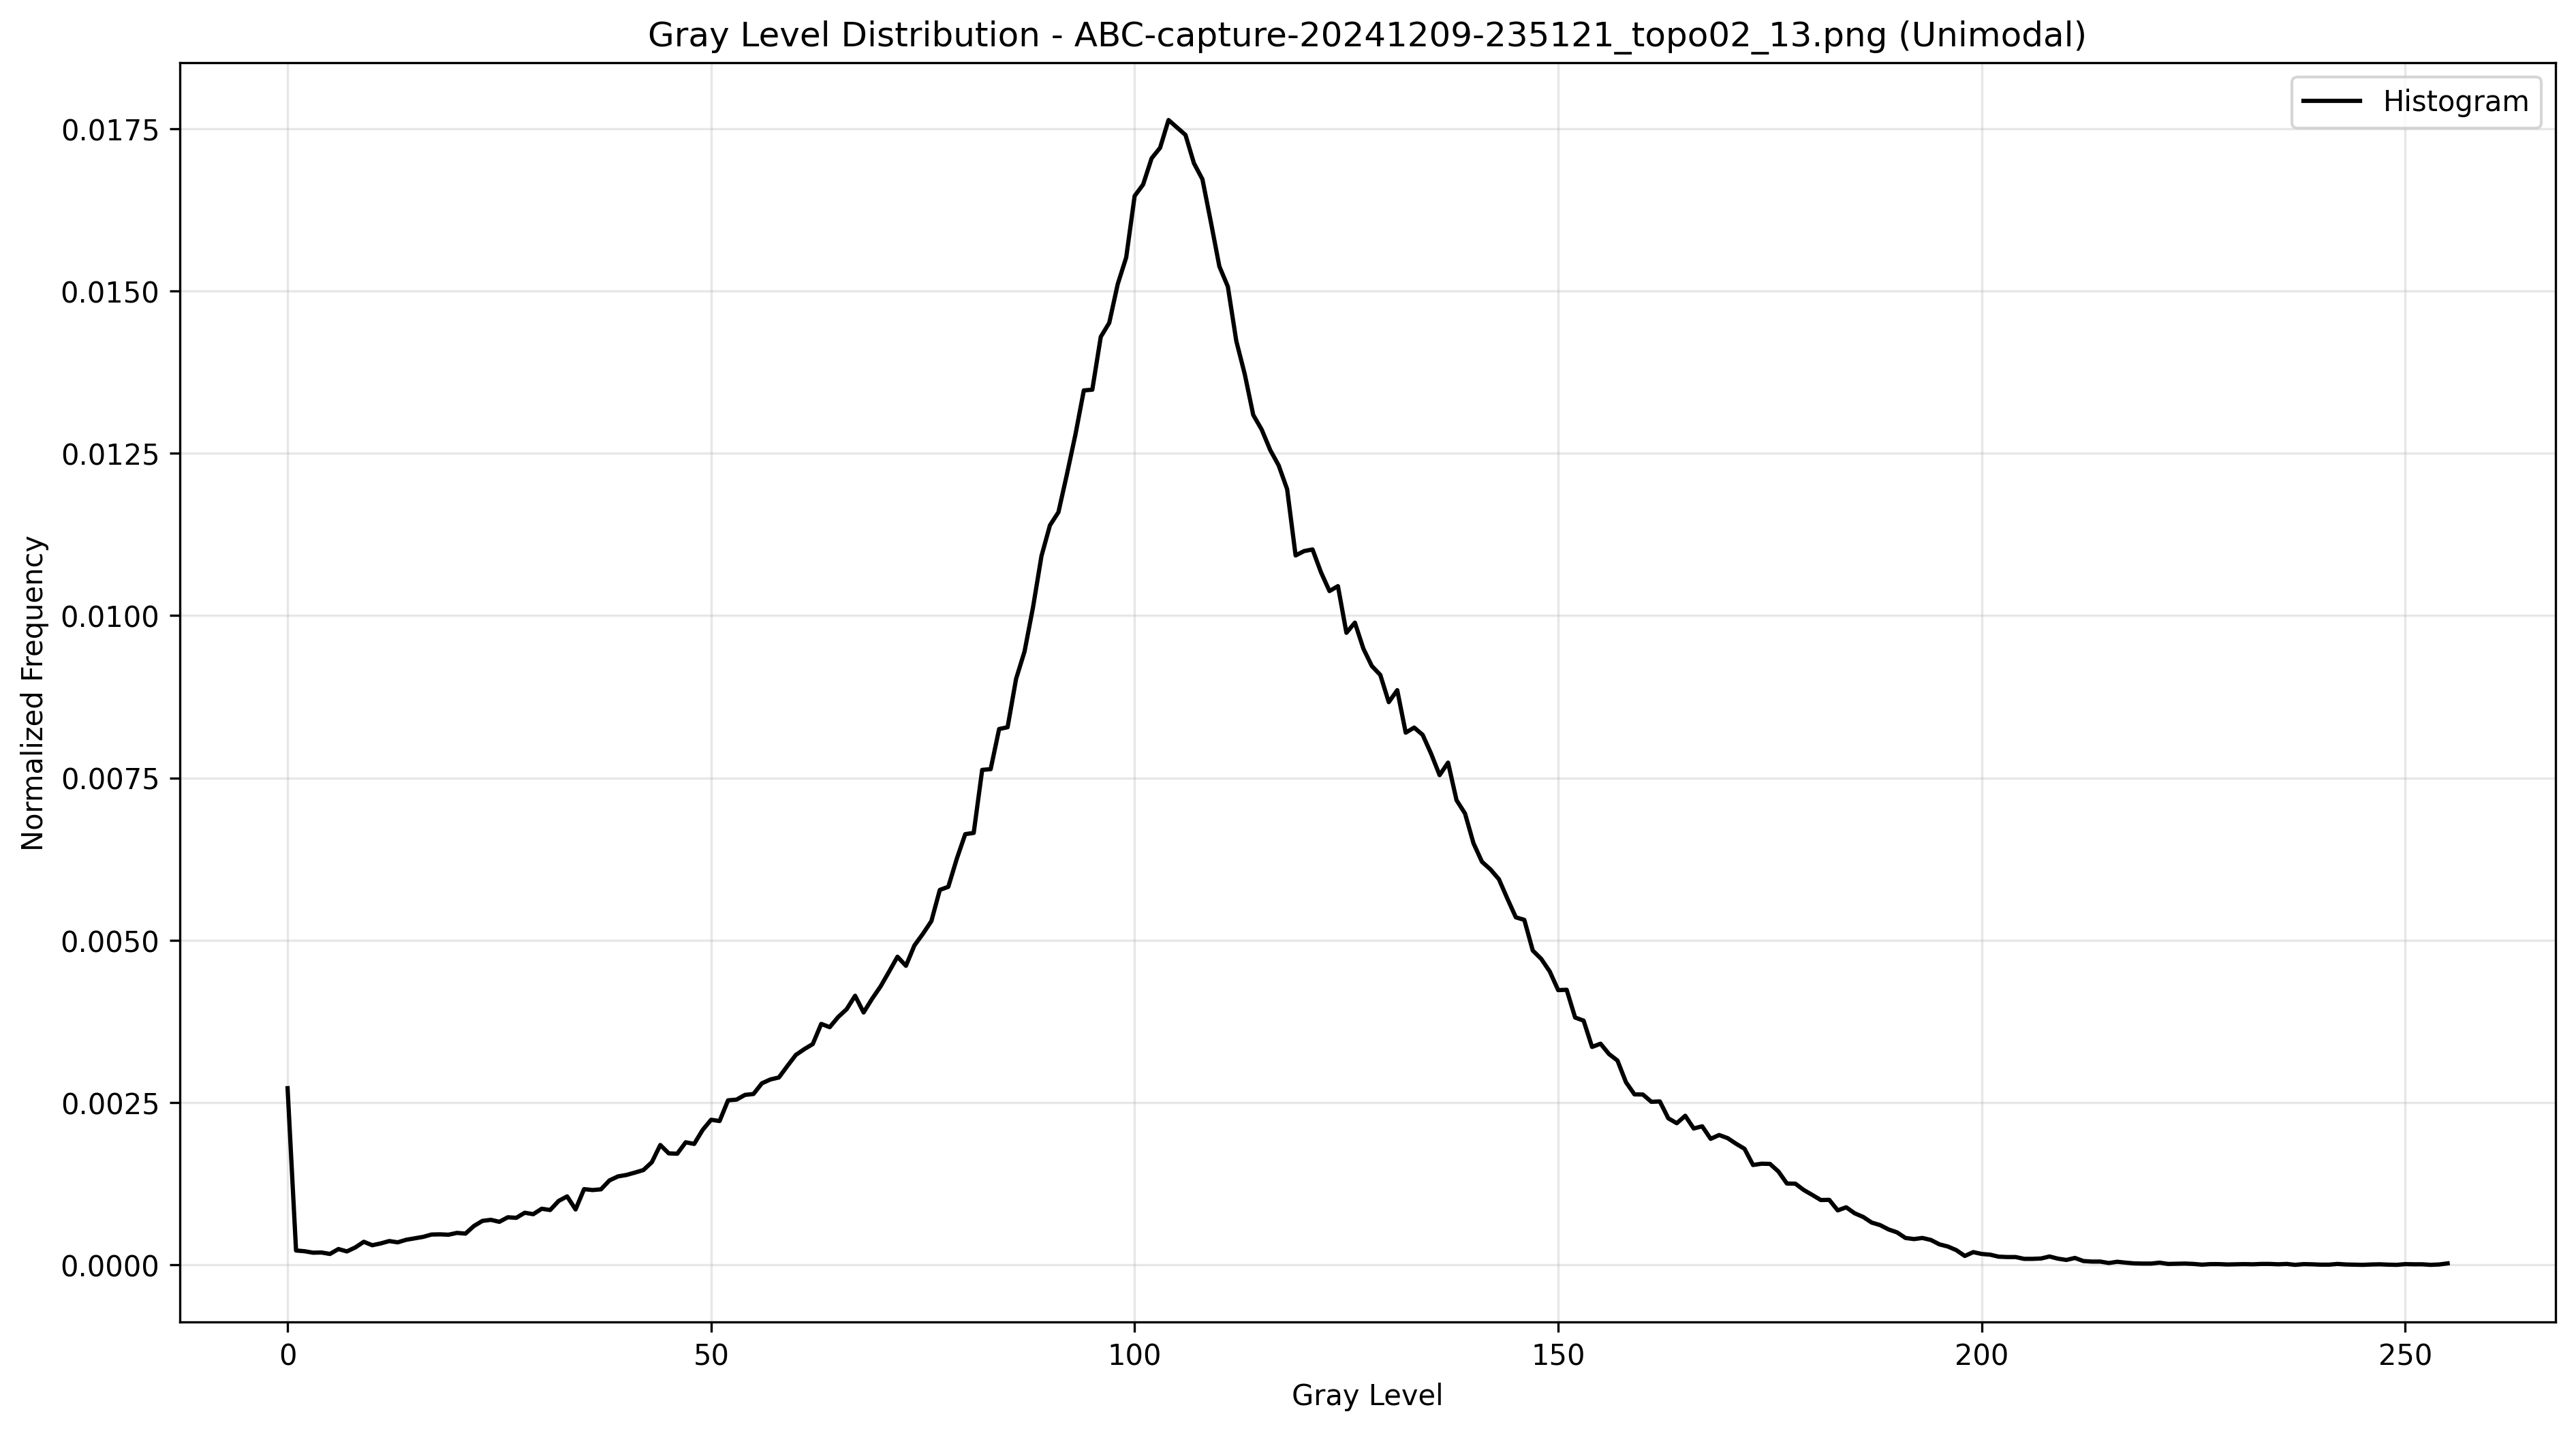 Gray Level Distribution - ABC-capture-20241209-235121_topo02_13.png (Unimodal)
Histogram
0.0175
0.0150
0.0125
0.0100
0.0075
0.0050
0.0025
0.0000
Normalized Frequency
0 50 100 150 200 250
Gray Level